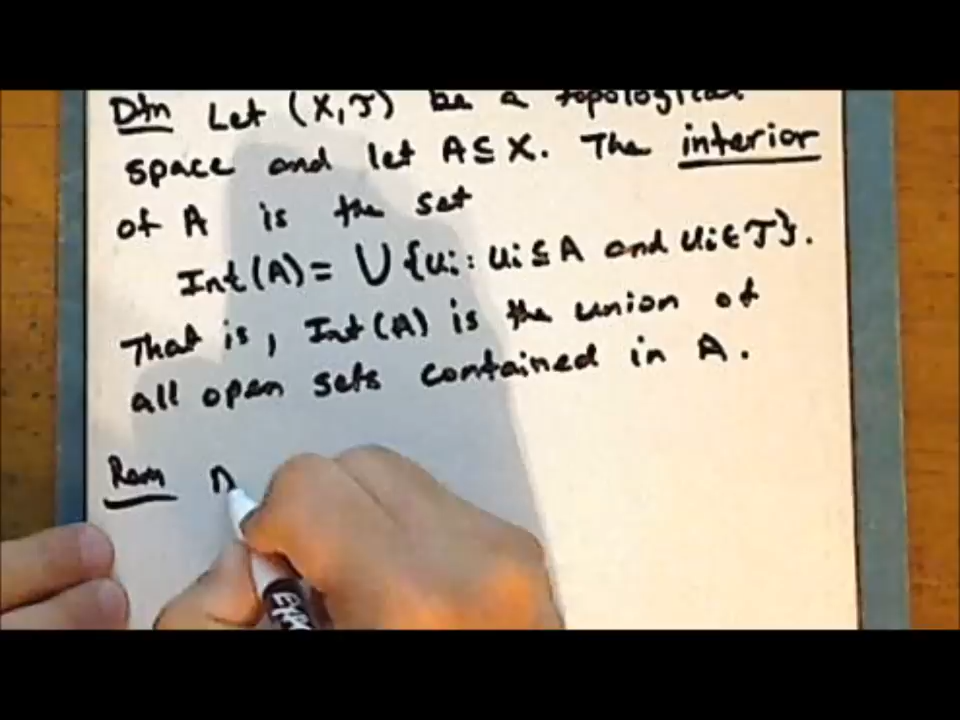 Dfn Let (X,T) be a topological
space and let A⊆X. The interior
of A is the set
Int(A) = ∪{Ui : Ui⊆A and Ui∈T}.
That is, Int(A) is the union of
all open sets contained in A.
Rem